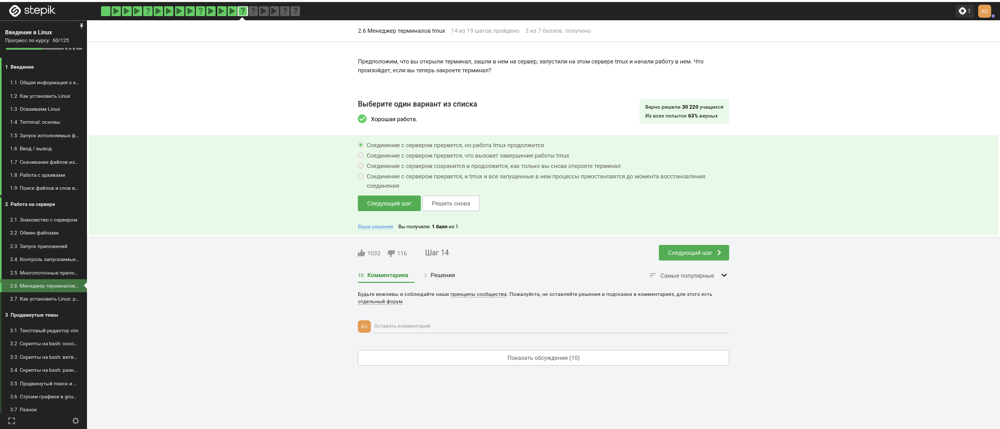 stepik
? ? ? ? ? ?
1
АО
Введение в Linux
Прогресс по курсу: 60/125
1 Введение
1.1 Общая информация о к...
1.2 Как установить Linux
1.3 Осваиваем Linux
1.4 Terminal: основы
1.5 Запуск исполняемых ф...
1.6 Ввод / вывод
1.7 Скачивание файлов из...
1.8 Работа с архивами
1.9 Поиск файлов и слов в...
2 Работа на сервере
2.1 Знакомство с сервером
2.2 Обмен файлами
2.3 Запуск приложений
2.4 Контроль запускаемых...
2.5 Многопоточные прило...
2.6 Менеджер терминалов...
2.7 Как установить Linux: р...
3 Продвинутые темы
3.1 Текстовый редактор vim
3.2 Скрипты на bash: осно...
3.3 Скрипты на bash: ветв...
3.4 Скрипты на bash: разн...
3.5 Продвинутый поиск и ...
3.6 Строим графики в gnu...
3.7 Разное
2.6 Менеджер терминалов tmux 14 из 19 шагов пройдено 3 из 7 баллов получено
Предположим, что вы открыли терминал, зашли в нем на сервер, запустили на этом сервере tmux и начали работу в нем. Что
произойдет, если вы теперь закроете терминал?
Выберите один вариант из списка
Хорошая работа.
Верно решили 30 220 учащихся
Из всех попыток 63% верных
Соединение с сервером прервется, но работа tmux продолжится
Соединение с сервером прервется, что вызовет завершение работы tmux
Соединение с сервером сохранится и продолжится, как только вы снова откроете терминал
Соединение с сервером прервется, и tmux и все запущенные в нем процессы приостановятся до момента восстановления
соединения
Следующий шаг Решить снова
Ваши решения Вы получили: 1 балл из 1
1032 116 Шаг 14 Следующий шаг
10 Комментариев 2 Решения Самые популярные
Будьте вежливы и соблюдайте наши принципы сообщества. Пожалуйста, не оставляйте решения и подсказки в комментариях, для этого есть
отдельный форум.
АО Оставить комментарий
Показать обсуждения (10)